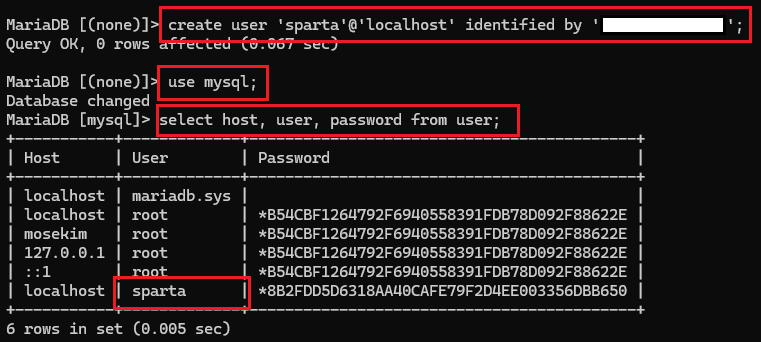 MariaDB [(none)]> create user 'sparta'@'localhost' identified by '              ';
Query OK, 0 rows affected (0.067 sec)
MariaDB [(none)]> use mysql;
Database changed
MariaDB [mysql]> select host, user, password from user;
+-----------+-------------+-------------------------------------------+
| Host      | User        | Password                                  |
+-----------+-------------+-------------------------------------------+
| localhost | mariadb.sys |                                           |
| localhost | root        | *B54CBF1264792F6940558391FDB78D092F88622E |
| mosekim   | root        | *B54CBF1264792F6940558391FDB78D092F88622E |
| 127.0.0.1 | root        | *B54CBF1264792F6940558391FDB78D092F88622E |
| ::1       | root        | *B54CBF1264792F6940558391FDB78D092F88622E |
| localhost | sparta      | *8B2FDD5D6318AA40CAFE79F2D4EE003356DBB650 |
+-----------+-------------+-------------------------------------------+
6 rows in set (0.005 sec)